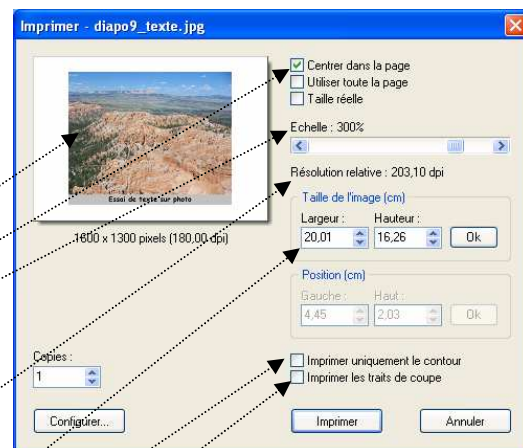 Imprimer - diapo9_texte.jpg
Centrer dans la page
Utiliser toute la page
Taille réelle
Echelle : 300%
Résolution relative : 203,10 dpi
Essai de texte sur photo
1600 x 1300 pixels (180,00 dpi)
Taille de l'image (cm)
Largeur : Hauteur :
20,01 16,26 Ok
Position (cm)
Gauche : Haut :
4,45 2,03 Ok
Copies :
1
Imprimer uniquement le contour
Imprimer les traits de coupe
Configurer... Imprimer Annuler